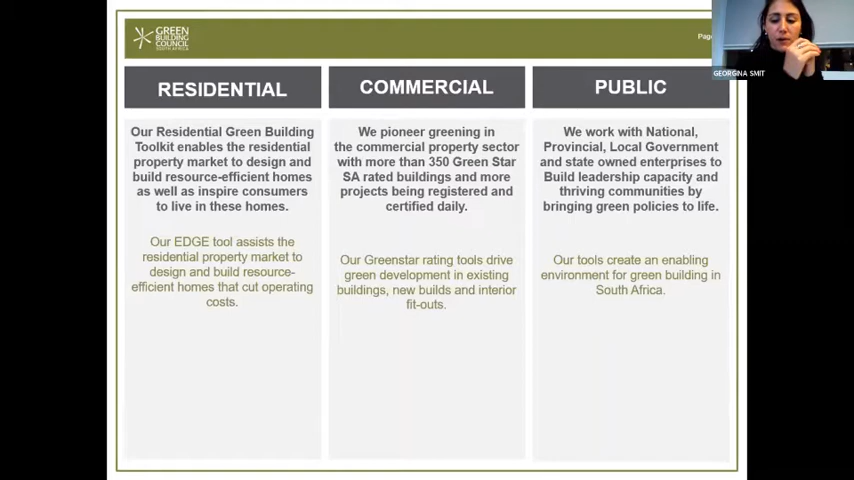 GREEN
BUILDING
COUNCIL
SOUTH AFRICA
Page
GEORGINA SMIT
RESIDENTIAL
Our Residential Green Building
Toolkit enables the residential
property market to design and
build resource-efficient homes
as well as inspire consumers
to live in these homes.
Our EDGE tool assists the
residential property market to
design and build resource-
efficient homes that cut operating
costs.
COMMERCIAL
We pioneer greening in
the commercial property sector
with more than 350 Green Star
SA rated buildings and more
projects being registered and
certified daily.
Our Greenstar rating tools drive
green development in existing
buildings, new builds and interior
fit-outs.
PUBLIC
We work with National,
Provincial, Local Government
and state owned enterprises to
Build leadership capacity and
thriving communities by
bringing green policies to life.
Our tools create an enabling
environment for green building in
South Africa.